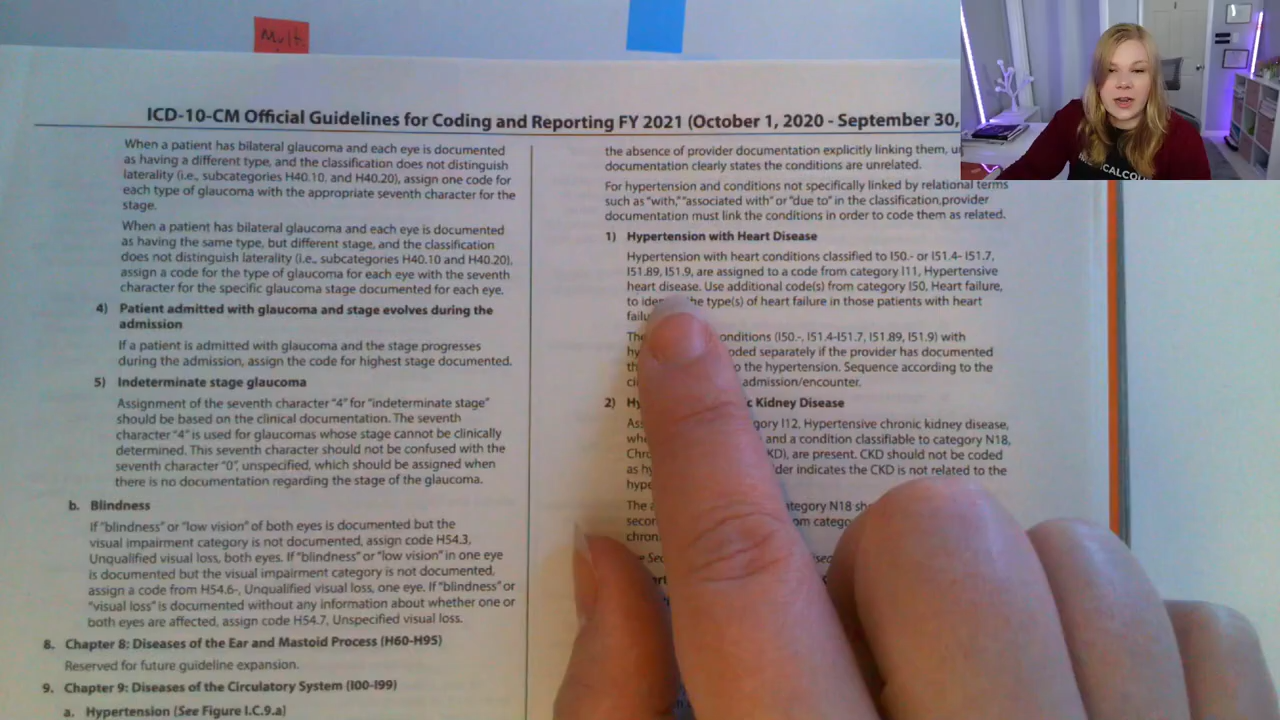 Mult.
ICD-10-CM Official Guidelines for Coding and Reporting FY 2021 (October 1, 2020 - September 30,
When a patient has bilateral glaucoma and each eye is documented
as having a different type, and the classification does not distinguish
laterality (i.e., subcategories H40.10, and H40.20), assign one code for
each type of glaucoma with the appropriate seventh character for the
stage.
When a patient has bilateral glaucoma and each eye is documented
as having the same type, but different stage, and the classification
does not distinguish laterality (i.e., subcategories H40.10 and H40.20),
assign a code for the type of glaucoma for each eye with the seventh
character for the specific glaucoma stage documented for each eye.
4) Patient admitted with glaucoma and stage evolves during the
admission
If a patient is admitted with glaucoma and the stage progresses
during the admission, assign the code for highest stage documented.
5) Indeterminate stage glaucoma
Assignment of the seventh character "4" for "indeterminate stage"
should be based on the clinical documentation. The seventh
character "4" is used for glaucomas whose stage cannot be clinically
determined. This seventh character should not be confused with the
seventh character "0", unspecified, which should be assigned when
there is no documentation regarding the stage of the glaucoma.
b. Blindness
If "blindness" or "low vision" of both eyes is documented but the
visual impairment category is not documented, assign code H54.3,
Unqualified visual loss, both eyes. If "blindness" or "low vision" in one eye
is documented but the visual impairment category is not documented,
assign a code from H54.6-, Unqualified visual loss, one eye. If "blindness" or
"visual loss" is documented without any information about whether one or
both eyes are affected, assign code H54.7, Unspecified visual loss.
8. Chapter 8: Diseases of the Ear and Mastoid Process (H60-H95)
Reserved for future guideline expansion.
9. Chapter 9: Diseases of the Circulatory System (I00-I99)
a. Hypertension (See Figure I.C.9.a)
the absence of provider documentation explicitly linking them,
documentation clearly states the conditions are unrelated.
For hypertension and conditions not specifically linked by relational terms
such as "with," "associated with" or "due to" in the classification,provider
documentation must link the conditions in order to code them as related.
1) Hypertension with Heart Disease
Hypertension with heart conditions classified to I50.- or I51.4- I51.7,
I51.89, I51.9, are assigned to a code from category I11, Hypertensive
heart disease. Use additional code(s) from category I50, Heart failure,
to the type(s) of heart failure in those patients with heart
The (I50.-, I51.4-I51.7, I51.89, I51.9) with
separately if the provider has documented
the hypertension. Sequence according to the
admission/encounter.
2) Kidney Disease
I12, Hypertensive chronic kidney disease,
and a condition classifiable to category N18,
are present. CKD should not be coded
indicates the CKD is not related to the
The N18